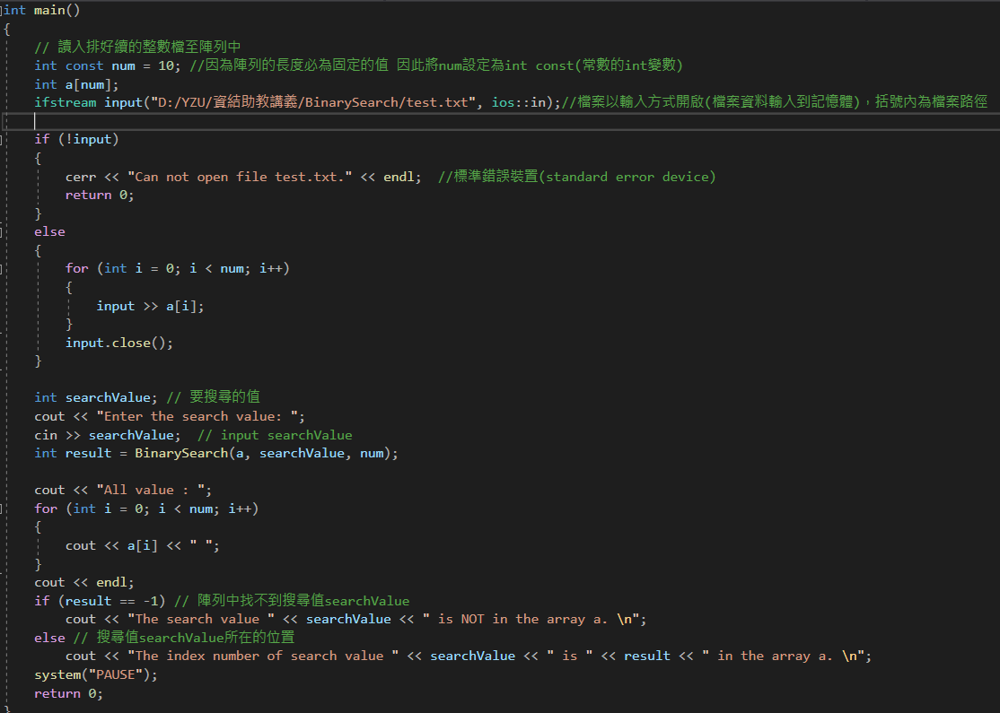 int main()
{
// 讀入排好續的整數檔至陣列中
int const num = 10; //因為陣列的長度必為固定的值 因此將num設定為int const(常數的int變數)
int a[num];
ifstream input("D:/YZU/資結助教講義/BinarySearch/test.txt", ios::in);//檔案以輸入方式開啟(檔案資料輸入到記憶體)，括號內為檔案路徑
if (!input)
{
cerr << "Can not open file test.txt." << endl;  //標準錯誤裝置(standard error device)
return 0;
}
else
{
for (int i = 0; i < num; i++)
{
input >> a[i];
}
input.close();
}
int searchValue; // 要搜尋的值
cout << "Enter the search value: ";
cin >> searchValue;  // input searchValue
int result = BinarySearch(a, searchValue, num);
cout << "All value : ";
for (int i = 0; i < num; i++)
{
cout << a[i] << " ";
}
cout << endl;
if (result == -1) // 陣列中找不到搜尋值searchValue
cout << "The search value " << searchValue << " is NOT in the array a. \n";
else // 搜尋值searchValue所在的位置
cout << "The index number of search value " << searchValue << " is " << result << " in the array a. \n";
system("PAUSE");
return 0;
}